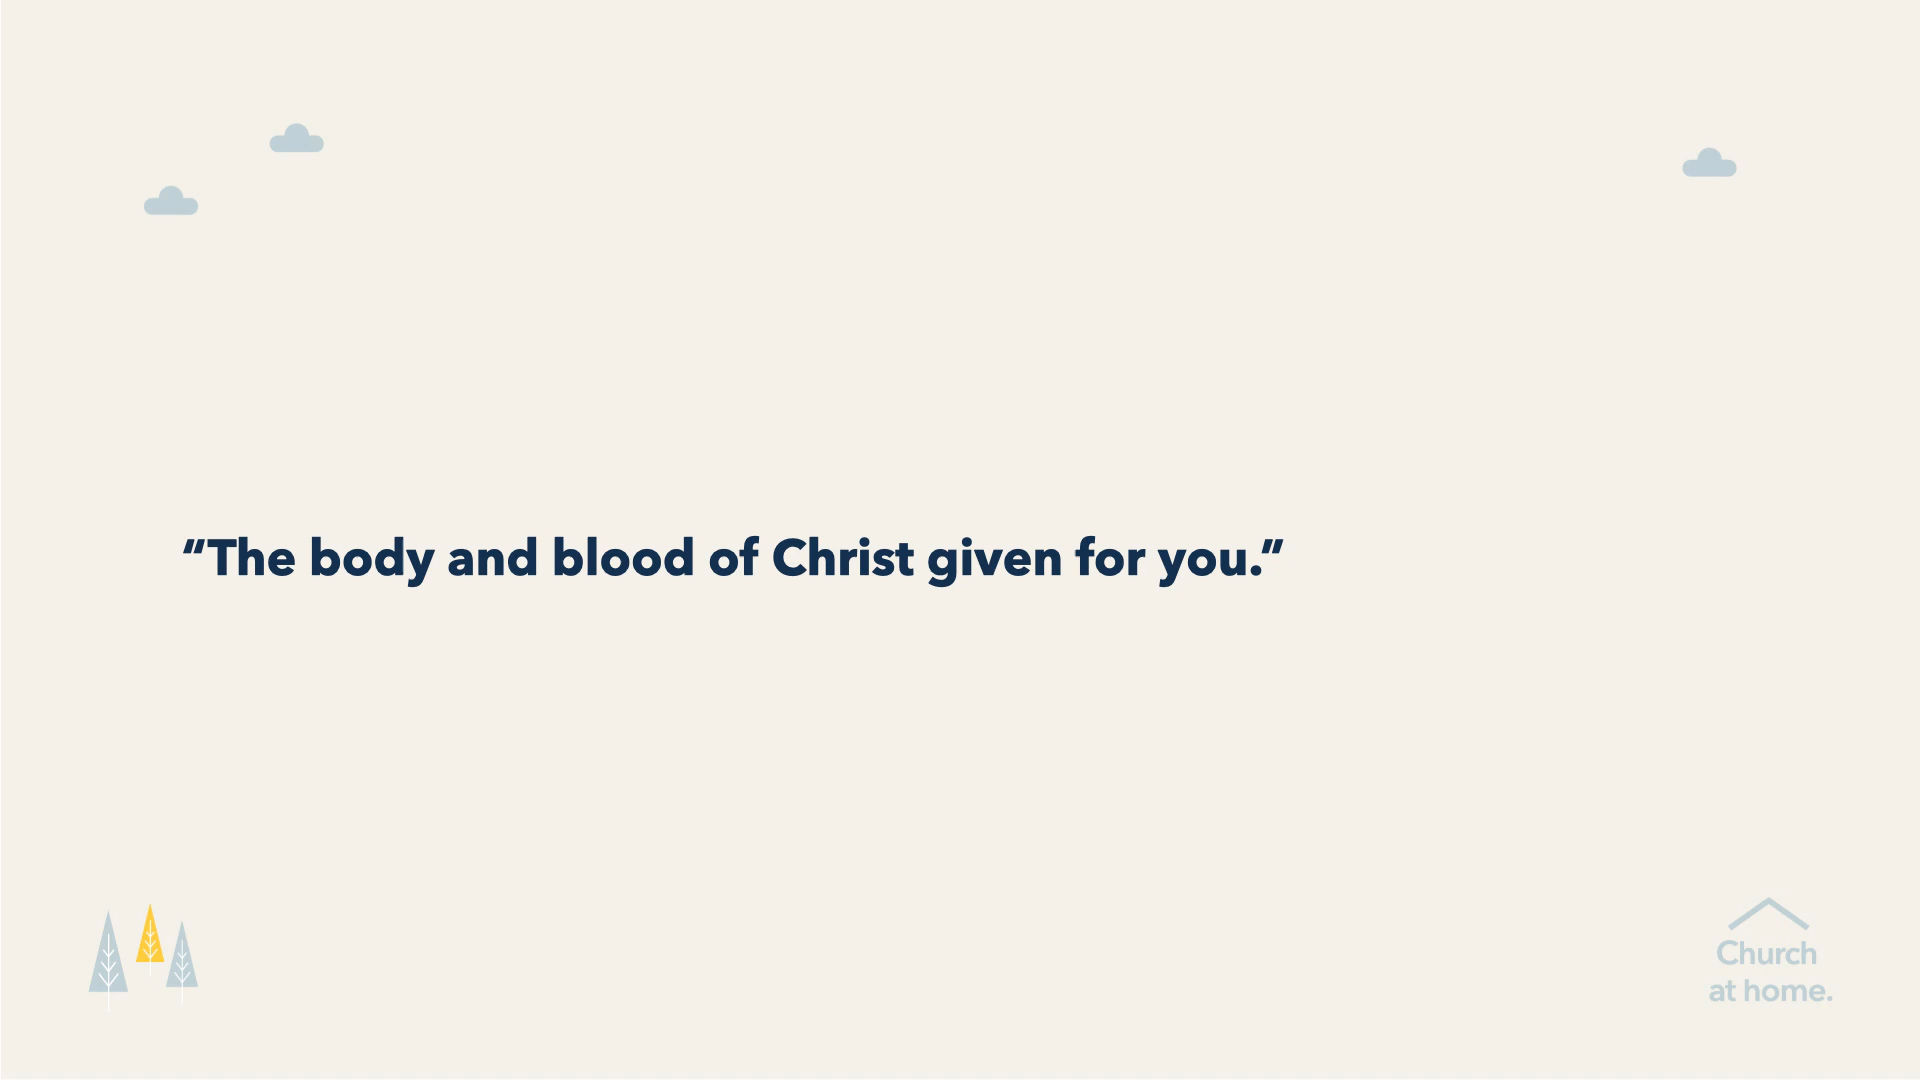 “The body and blood of Christ given for you.”
Church
at home.